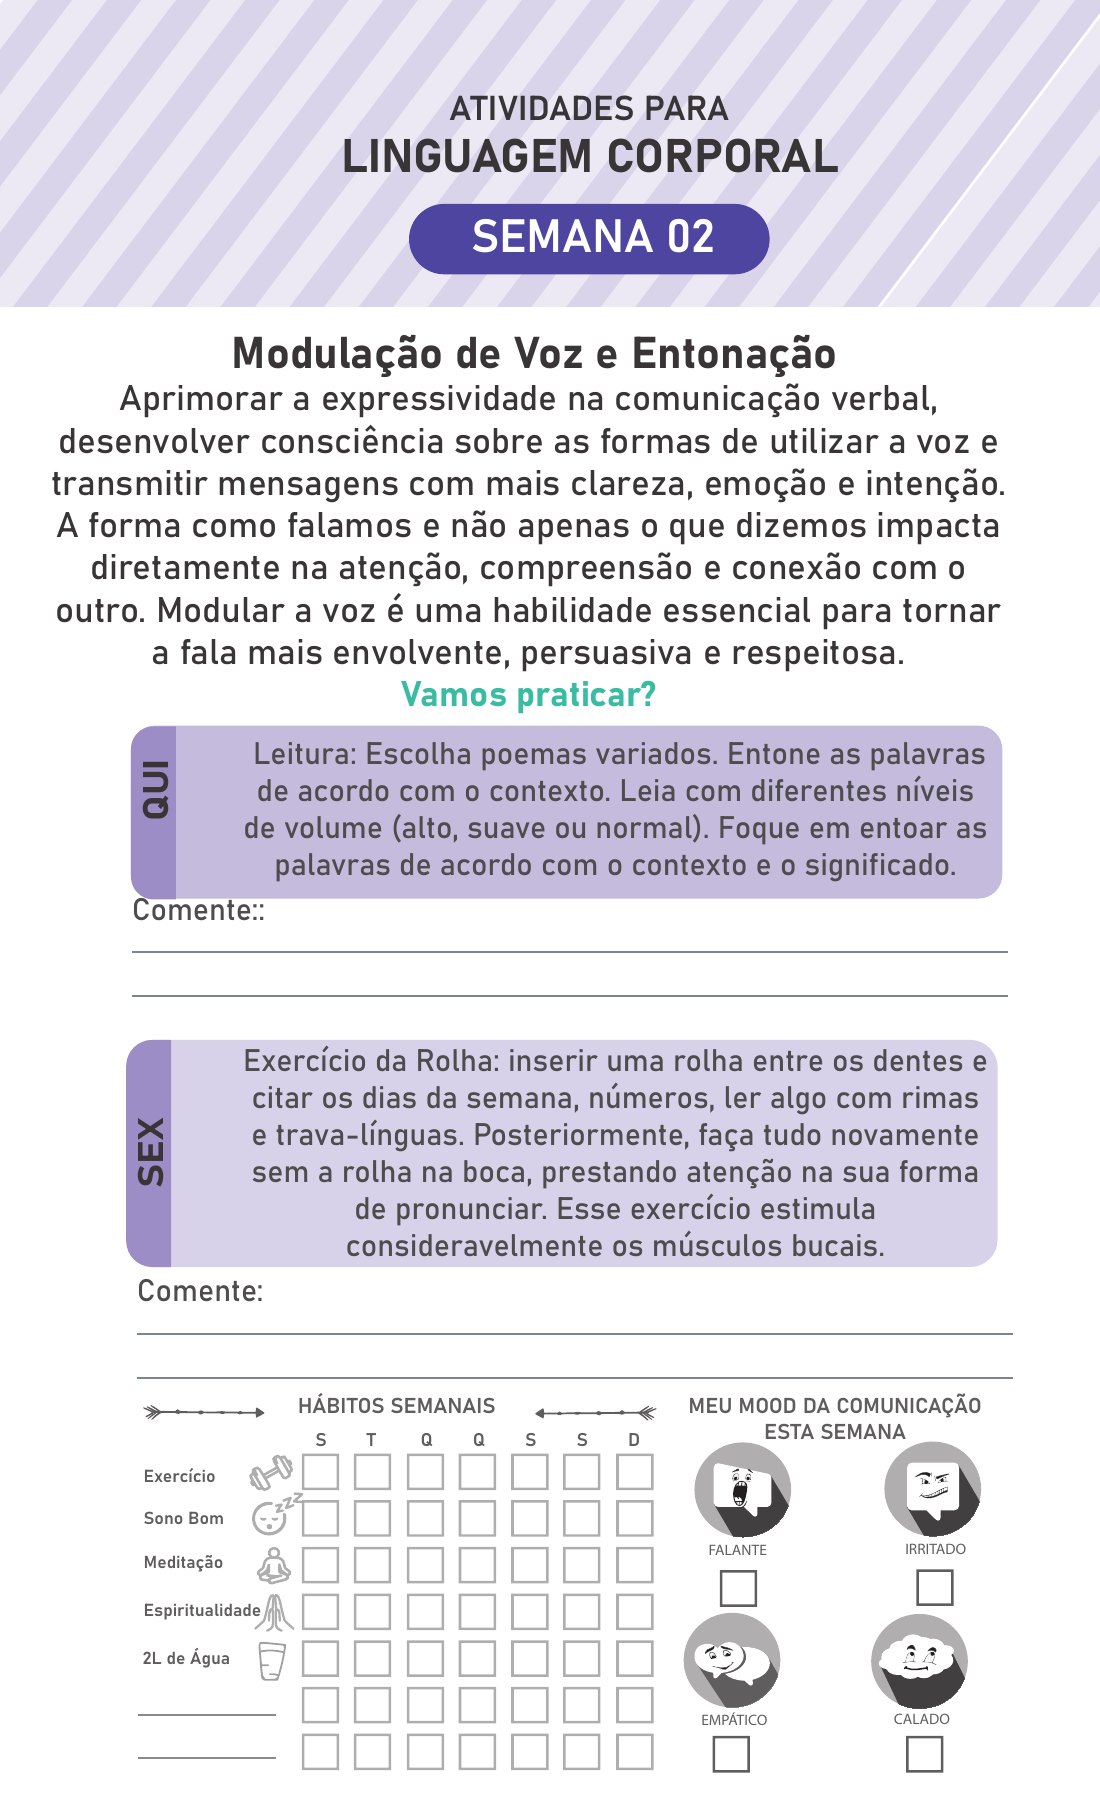 ATIVIDADES PARA
LINGUAGEM CORPORAL
SEMANA 02
Modulação de Voz e Entonação
Aprimorar a expressividade na comunicação verbal,
desenvolver consciência sobre as formas de utilizar a voz e
transmitir mensagens com mais clareza, emoção e intenção.
A forma como falamos e não apenas o que dizemos impacta
diretamente na atenção, compreensão e conexão com o
outro. Modular a voz é uma habilidade essencial para tornar
a fala mais envolvente, persuasiva e respeitosa.
Vamos praticar?
QUI
Leitura: Escolha poemas variados. Entone as palavras
de acordo com o contexto. Leia com diferentes níveis
de volume (alto, suave ou normal). Foque em entoar as
palavras de acordo com o contexto e o significado.
Comente::
SEX
Exercício da Rolha: inserir uma rolha entre os dentes e
citar os dias da semana, números, ler algo com rimas
e trava-línguas. Posteriormente, faça tudo novamente
sem a rolha na boca, prestando atenção na sua forma
de pronunciar. Esse exercício estimula
consideravelmente os músculos bucais.
Comente:
HÁBITOS SEMANAIS
S T Q Q S S D
Exercício
Sono Bom
zzz
Meditação
Espiritualidade
2L de Água
MEU MOOD DA COMUNICAÇÃO
ESTA SEMANA
FALANTE
IRRITADO
EMPÁTICO
CALADO